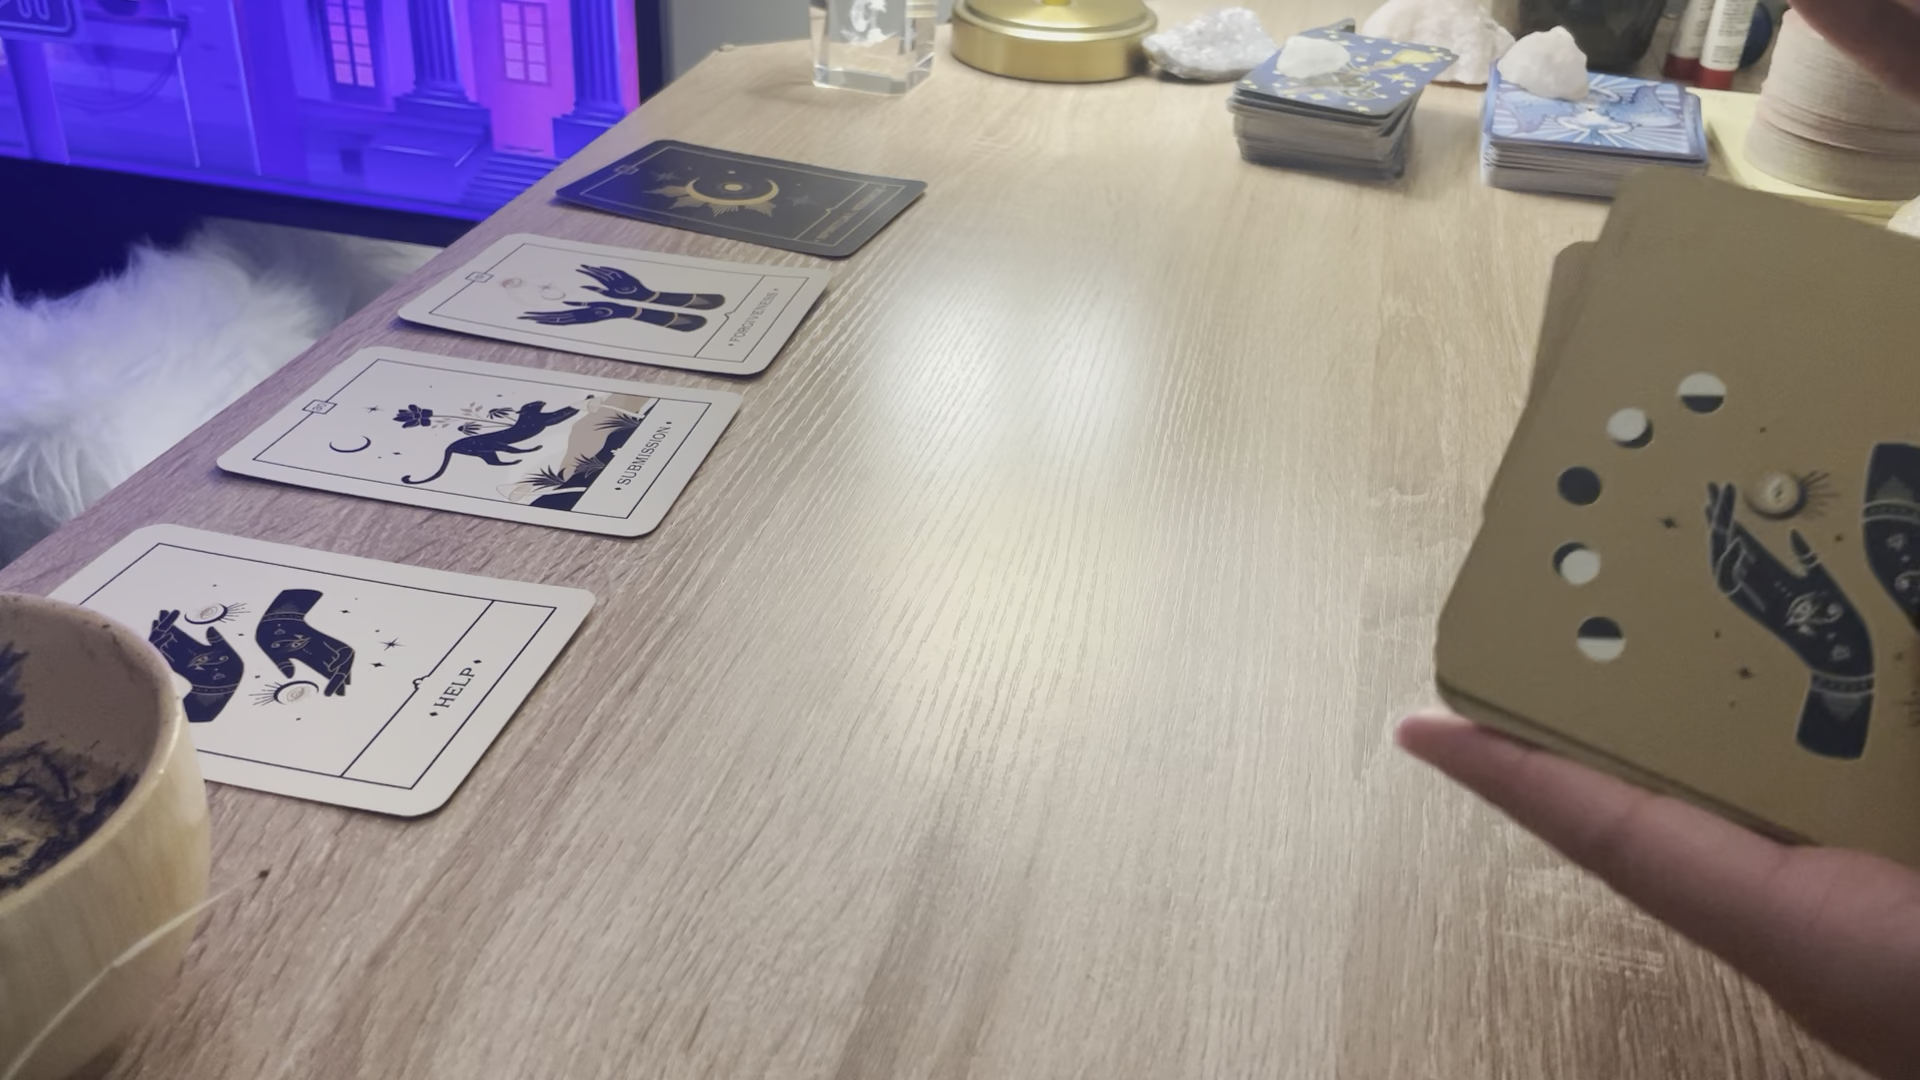 • FORGIVENESS •
• SUBMISSION •
• HELP •